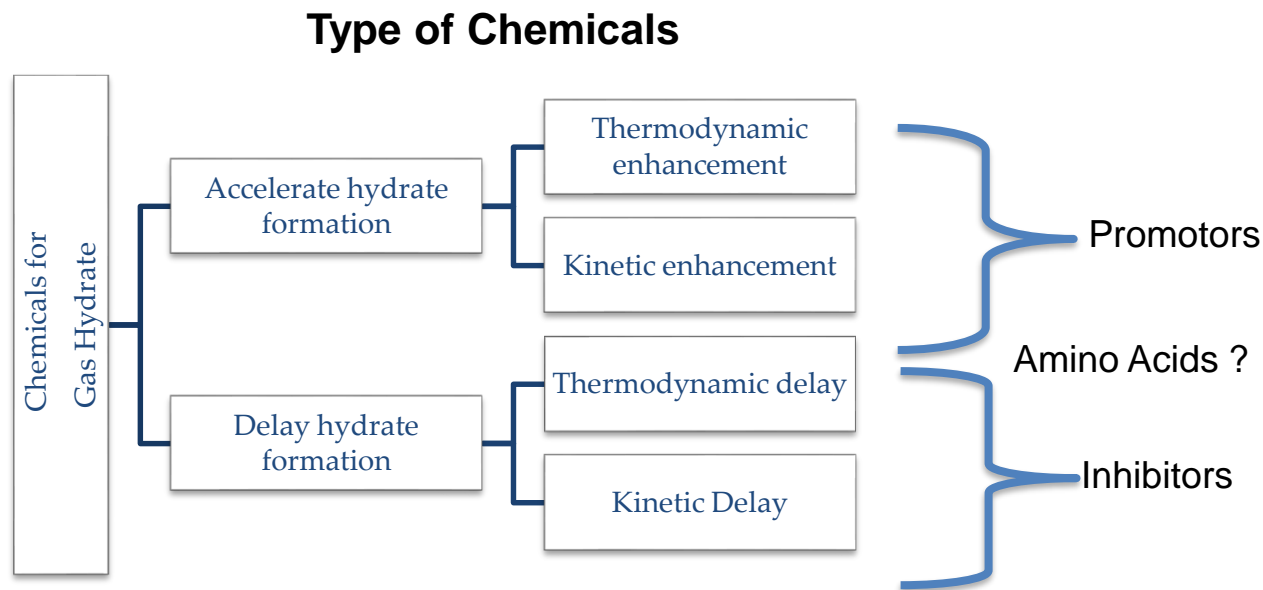 Type of Chemicals
Chemicals for
Gas Hydrate
Accelerate hydrate
formation
Thermodynamic
enhancement
Kinetic enhancement
Promotors
Amino Acids ?
Delay hydrate
formation
Thermodynamic delay
Kinetic Delay
Inhibitors